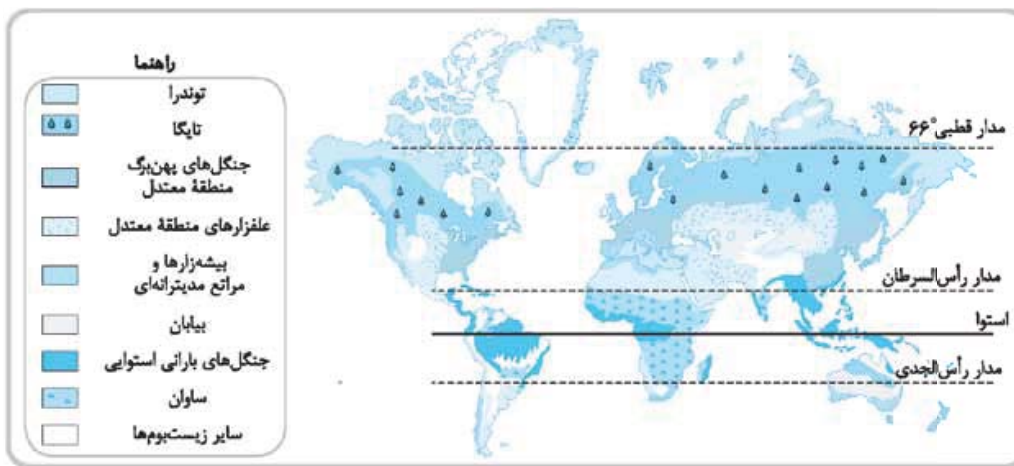 راهنما
توندرا
تایگا
جنگل‌های پهن‌برگ
منطقهٔ معتدل
علفزارهای منطقهٔ معتدل
بیشه‌زارها و
مراتع مدیترانه‌ای
بیابان
جنگل‌های بارانی استوایی
ساوان
سایر زیست‌بوم‌ها
مدار قطبی ۶۶°
مدار رأس‌السرطان
استوا
مدار رأس‌الجدی